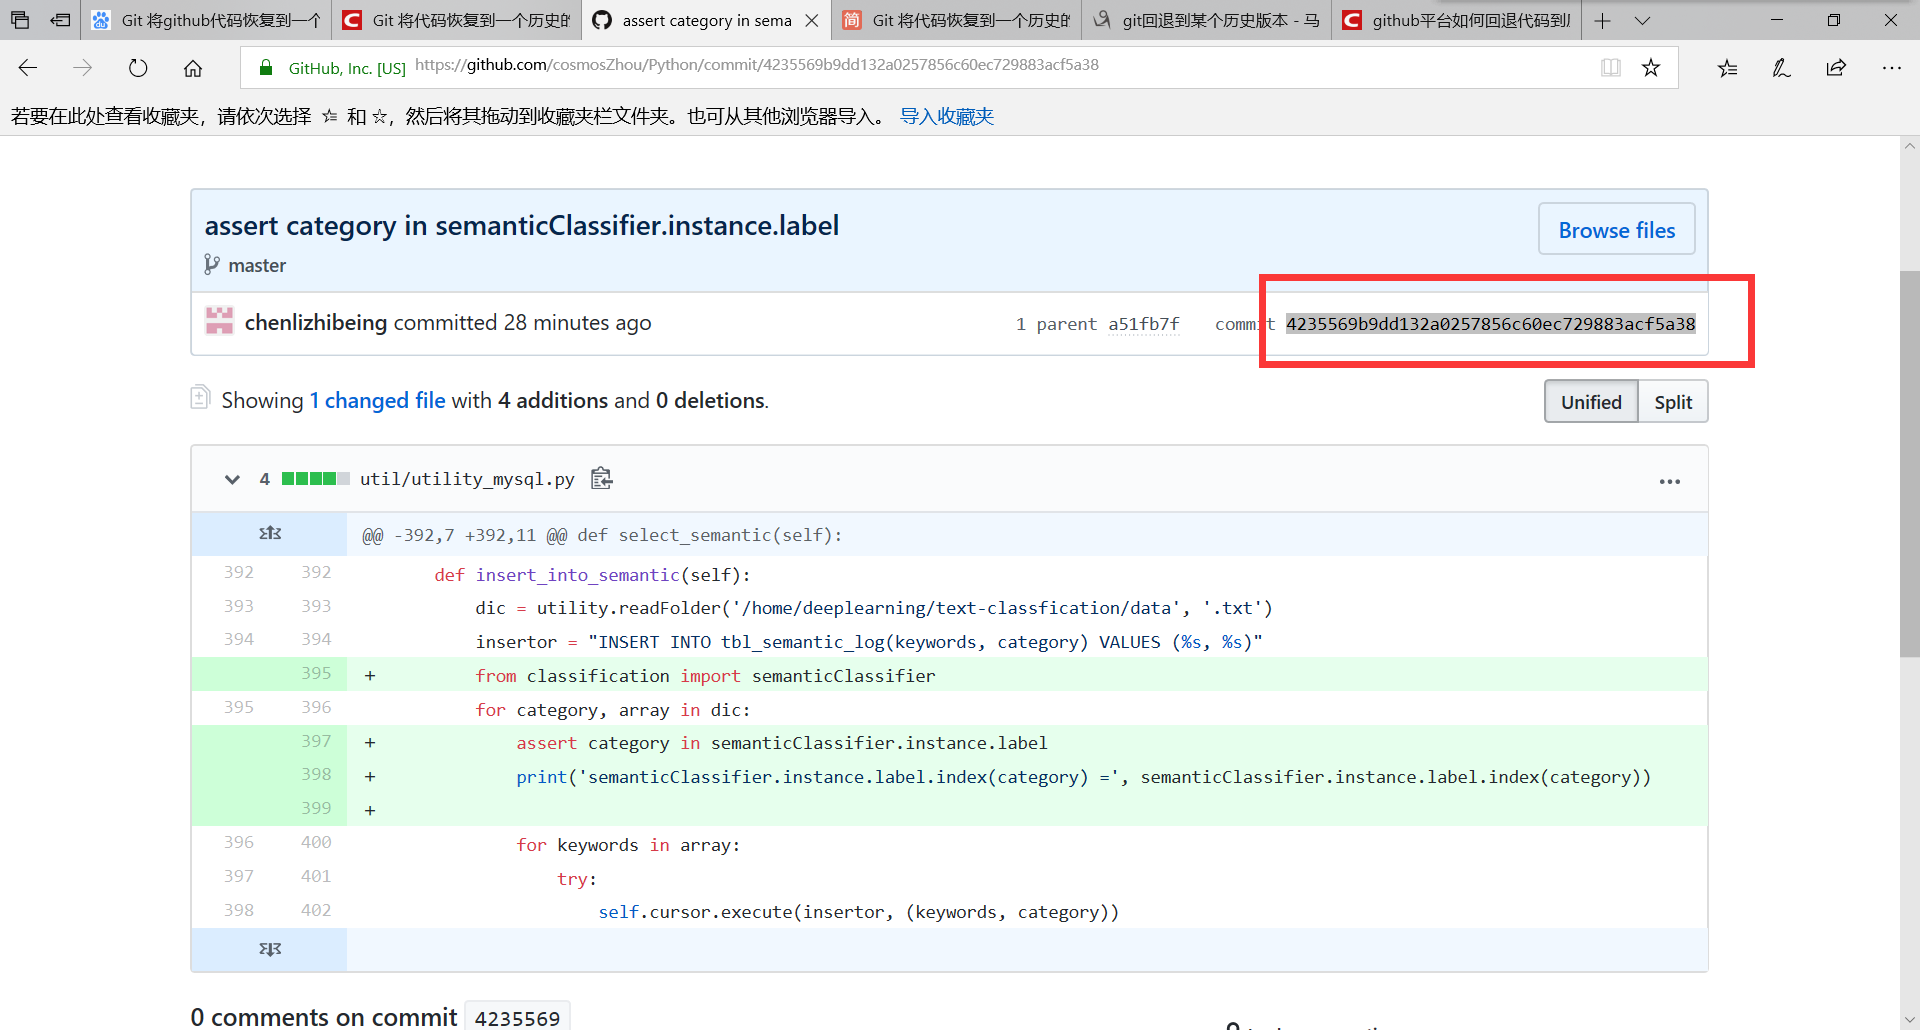 Git 将github代码恢复到一个
Git 将代码恢复到一个历史的
assert category in sema
Git 将代码恢复到一个历史的
git回退到某个历史版本 - 马
github平台如何回退代码到
GitHub, Inc. [US]
https://github.com/cosmosZhou/Python/commit/4235569b9dd132a0257856c60ec729883acf5a38
若要在此处查看收藏夹，请依次选择 和 ，然后将其拖动到收藏夹栏文件夹。也可从其他浏览器导入。 导入收藏夹
assert category in semanticClassifier.instance.label
Browse files
master
chenlizhibeing committed 28 minutes ago
1 parent a51fb7f commit 4235569b9dd132a0257856c60ec729883acf5a38
Showing 1 changed file with 4 additions and 0 deletions.
Unified Split
4 util/utility_mysql.py
@@ -392,7 +392,11 @@ def select_semantic(self):
392 392 def insert_into_semantic(self):
393 393 dic = utility.readFolder('/home/deeplearning/text-classfication/data', '.txt')
394 394 insertor = "INSERT INTO tbl_semantic_log(keywords, category) VALUES (%s, %s)"
395 + from classification import semanticClassifier
395 396 for category, array in dic:
397 + assert category in semanticClassifier.instance.label
398 + print('semanticClassifier.instance.label.index(category) =', semanticClassifier.instance.label.index(category))
399 +
396 400 for keywords in array:
397 401 try:
398 402 self.cursor.execute(insertor, (keywords, category))
0 comments on commit 4235569